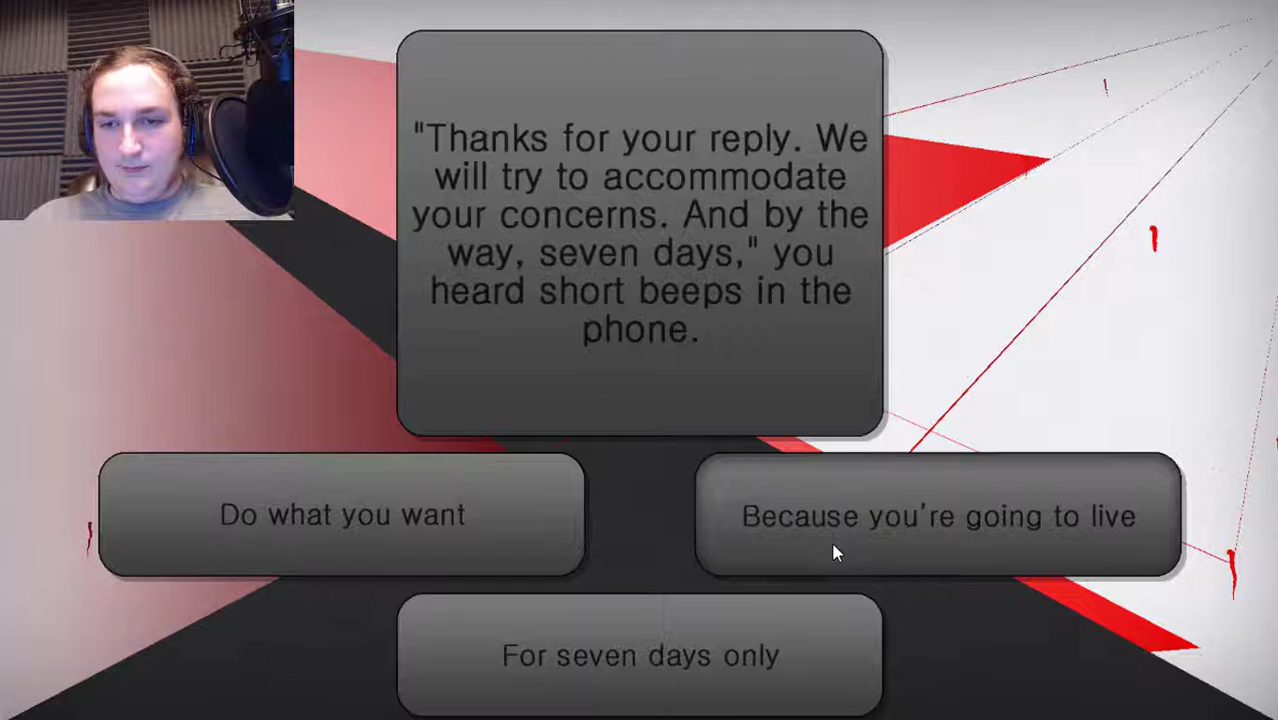 "Thanks for your reply. We
will try to accommodate
your concerns. And by the
way, seven days," you
heard short beeps in the
phone.
Do what you want
Because you're going to live
For seven days only